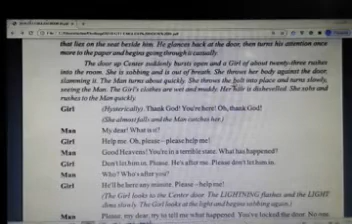 that lies on the seat beside him. He glances back at the door, then turns his attention once
more to the paper and begins going through it casually.
The door up Center suddenly bursts open and a Girl of about twenty-three rushes
into the room. She is sobbing and is out of breath. She throws her body against the door,
slamming it. The Man turns about quickly. She throws the bolt into place and turns slowly,
seeing the Man. The Girl's clothes are wet and muddy. Her hair is dishevelled. She sobs and
rushes to the Man quickly.
Girl (Hysterically). Thank God! You're here! Oh, thank God!
(She almost falls and the Man catches her.)
Man My dear! What is it?
Girl Help me. Oh, please – please help me!
Man Good Heavens! You're in a terrible state. What has happened?
Girl Don't let him in. Please. He's after me. Please don't let him in.
Man Who? Who's after you?
Girl He'll be here any minute. Please – help me!
(The Girl looks to the Center door. The LIGHTNING flashes and the LIGHT
dims slowly. The Girl looks at the light and begins sobbing again.)
Man Please, my dear, try to tell me what happened. You've locked the door. No one